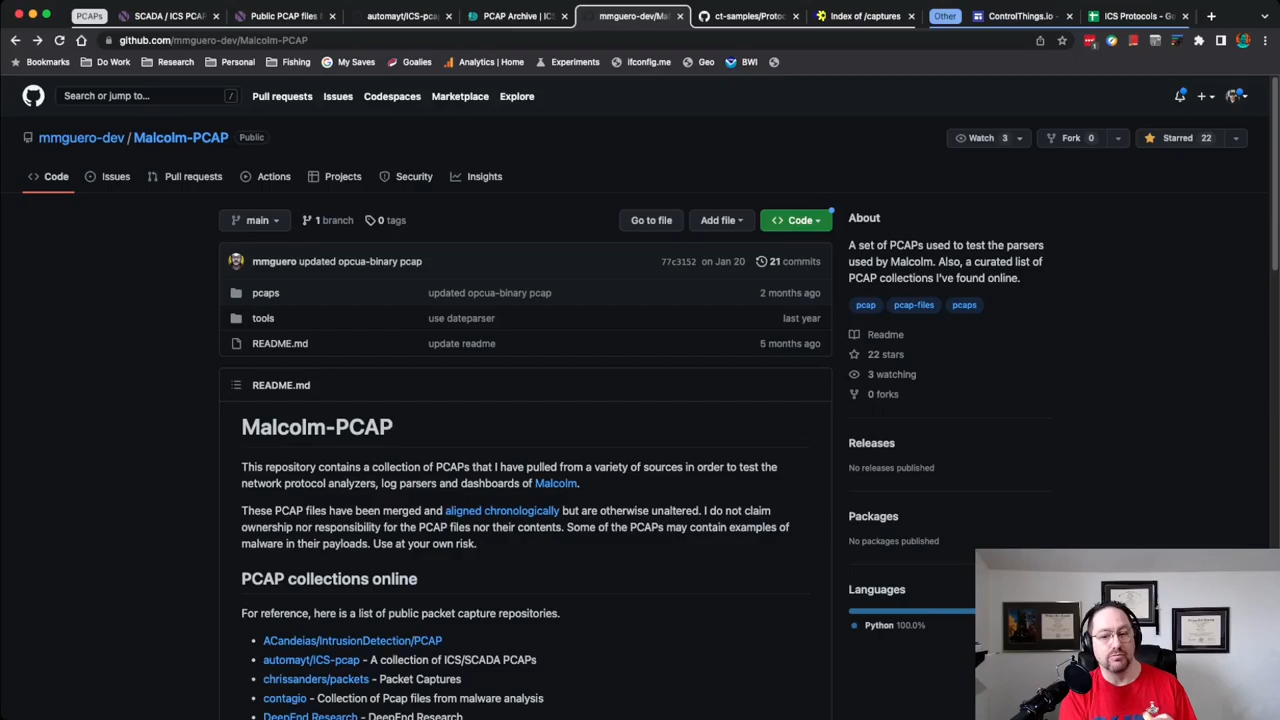 PCAPs
SCADA / ICS PCAP
Public PCAP files
automayt/ICS-pca
PCAP Archive | ICS
mmguero-dev/Mal
ct-samples/Protoc
Index of /captures
Other
ControlThings.io -
ICS Protocols - Go
github.com/mmguero-dev/Malcolm-PCAP
Bookmarks
Do Work
Research
Personal
Fishing
My Saves
Goalies
Analytics | Home
Experiments
ifconfig.me
Geo
BWI
Search or jump to...
/
Pull requests
Issues
Codespaces
Marketplace
Explore
mmguero-dev / Malcolm-PCAP
Public
Watch 3
Fork 0
Starred 22
Code
Issues
Pull requests
Actions
Projects
Security
Insights
main
1 branch
0 tags
Go to file
Add file
Code
mmguero updated opcua-binary pcap
77c3152 on Jan 20
21 commits
pcaps
updated opcua-binary pcap
2 months ago
tools
use dateparser
last year
README.md
update readme
5 months ago
README.md
Malcolm-PCAP
This repository contains a collection of PCAPs that I have pulled from a variety of sources in order to test the
network protocol analyzers, log parsers and dashboards of Malcolm.
These PCAP files have been merged and aligned chronologically but are otherwise unaltered. I do not claim
ownership nor responsibility for the PCAP files nor their contents. Some of the PCAPs may contain examples of
malware in their payloads. Use at your own risk.
PCAP collections online
For reference, here is a list of public packet capture repositories.
ACandeias/IntrusionDetection/PCAP
automayt/ICS-pcap - A collection of ICS/SCADA PCAPs
chrissanders/packets - Packet Captures
contagio - Collection of Pcap files from malware analysis
DeepEnd Research - DeepEnd Research
About
A set of PCAPs used to test the parsers
used by Malcolm. Also, a curated list of
PCAP collections I've found online.
pcap
pcap-files
pcaps
Readme
22 stars
3 watching
0 forks
Releases
No releases published
Packages
No packages published
Languages
Python 100.0%